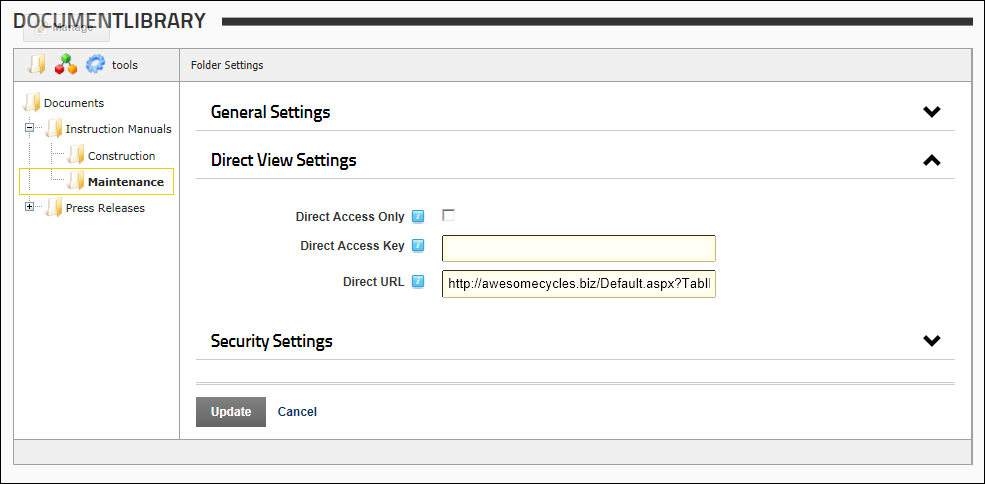 DOCUMENTLIBRARY
Manage
tools
Folder Settings
Documents
Instruction Manuals
Construction
Maintenance
Press Releases
General Settings
Direct View Settings
Direct Access Only
Direct Access Key
Direct URL
http://awesomecycles.biz/Default.aspx?TabI
Security Settings
Update
Cancel